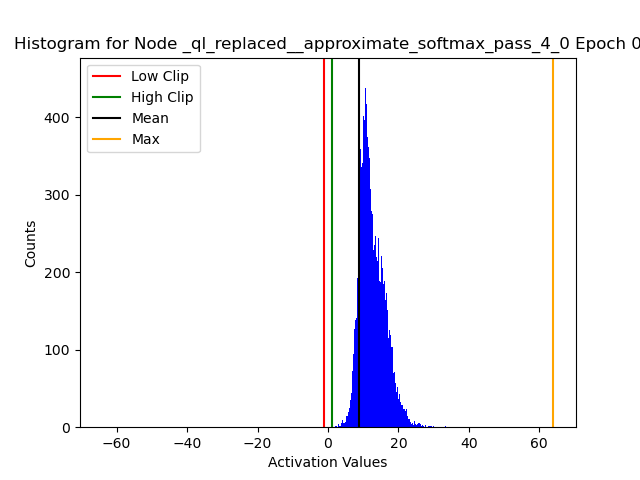 Histogram for Node _ql_replaced__approximate_softmax_pass_4_0 Epoch 0
Low Clip
High Clip
Mean
Max
400
300
200
100
0
Counts
−60
−40
−20
0
20
40
60
Activation Values